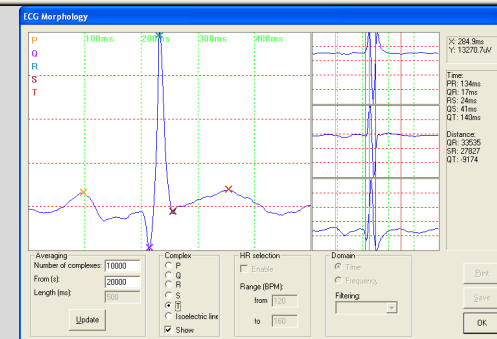 ECG Morphology
P
Q
R
S
T
100ms 200ms 300ms 400ms
X: 284.9ms
Y: 13270.7uV
Time:
PR: 134ms
QR: 17ms
RS: 24ms
QS: 41ms
QT: 140ms
Distance:
QR: 33535
SR: 27827
QT: -9174
Averaging
Number of complexes: 10000
From (s): 20000
Length (ms): 500
Update
Complex
P
Q
R
S
T
Isoelectric line
Show
HR selection
Enable
Range (BPM):
from 120
to 160
Domain
Time
Frequency
Filtering:
Print
Save
OK